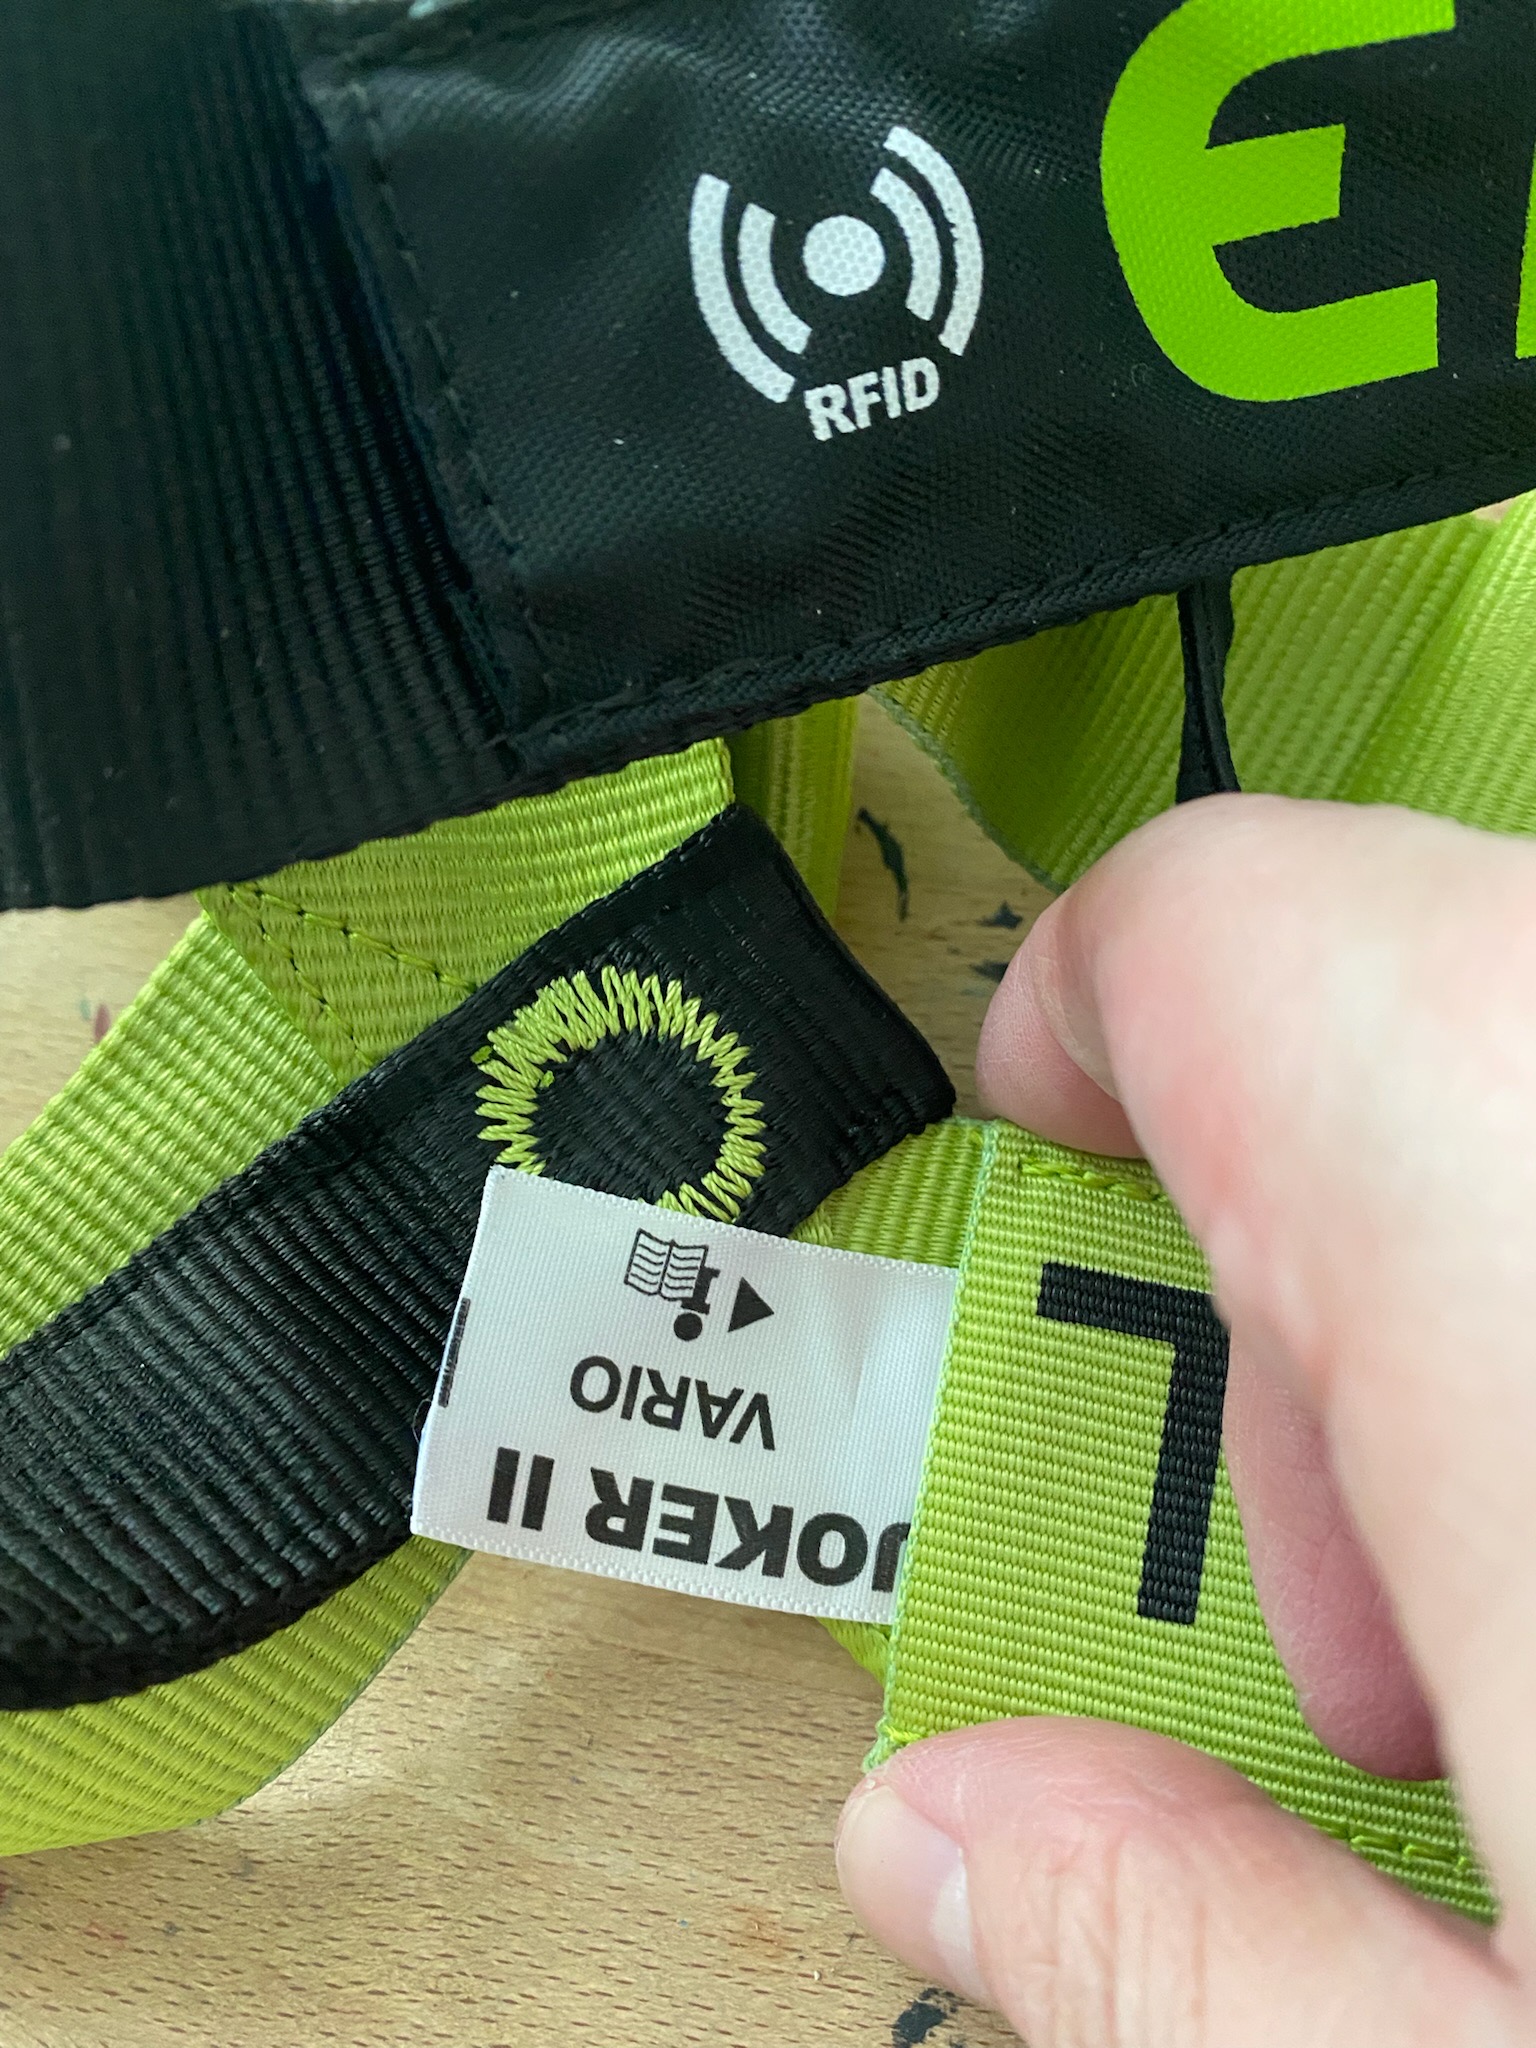 RFID
JOKER II
VARIO
i
L